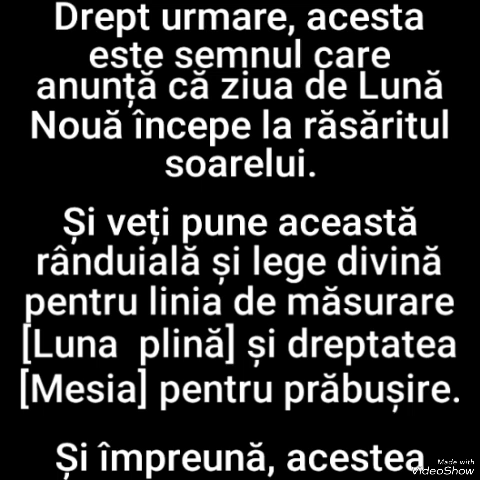 Drept urmare, acesta
este semnul care
anunță că ziua de Lună
Nouă începe la răsăritul
soarelui.
Și veți pune această
rânduială și lege divină
pentru linia de măsurare
[Luna plină] și dreptatea
[Mesia] pentru prăbușire.
Și împreună, acestea
Made with
VideoShow